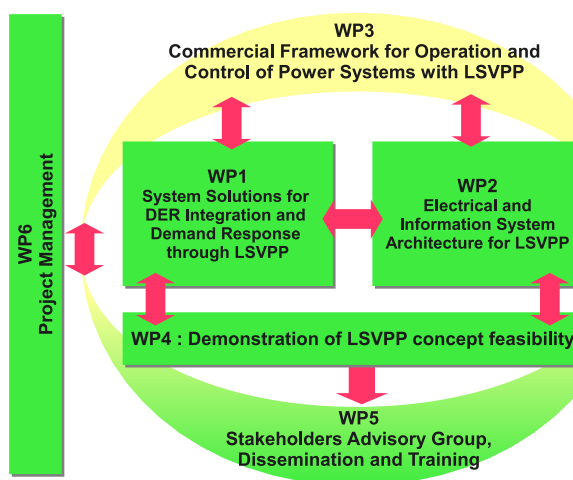 WP3
Commercial Framework for Operation and
Control of Power Systems with LSVPP
WP6
Project Management
WP1
System Solutions for
DER Integration and
Demand Response
through LSVPP
WP2
Electrical and
Information System
Architecture for LSVPP
WP4 : Demonstration of LSVPP concept feasibility
WP5
Stakeholders Advisory Group,
Dissemination and Training